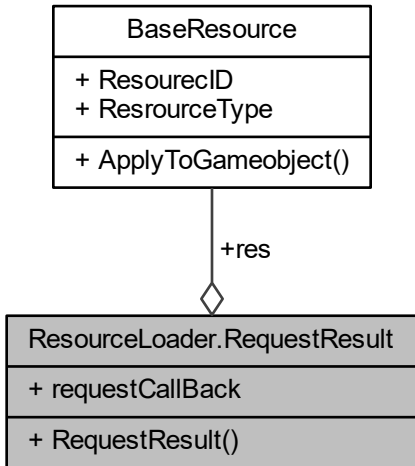 BaseResource
+ ResourecID
+ ResrourceType
+ ApplyToGameobject()
+res
ResourceLoader.RequestResult
+ requestCallBack
+ RequestResult()